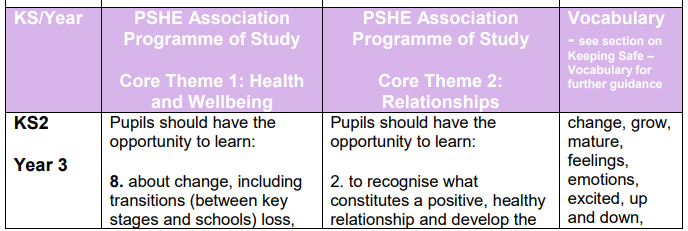 KS/Year
PSHE Association
Programme of Study
Core Theme 1: Health
and Wellbeing
PSHE Association
Programme of Study
Core Theme 2:
Relationships
Vocabulary
- see section on
Keeping Safe –
Vocabulary for
further guidance
KS2
Year 3
Pupils should have the
opportunity to learn:
8. about change, including
transitions (between key
stages and schools) loss,
Pupils should have the
opportunity to learn:
2. to recognise what
constitutes a positive, healthy
relationship and develop the
change, grow,
mature,
feelings,
emotions,
excited, up
and down,